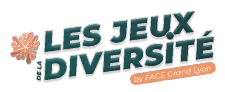 LES JEUX
DE LA DIVERSITÉ
by FACE Grand Lyon